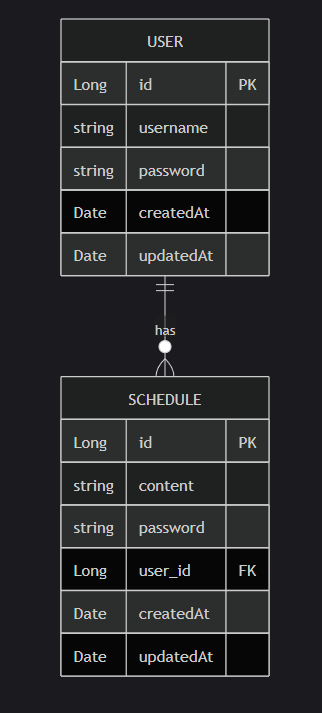 USER
Long id PK
string username
string password
Date createdAt
Date updatedAt
has
SCHEDULE
Long id PK
string content
string password
Long user_id FK
Date createdAt
Date updatedAt